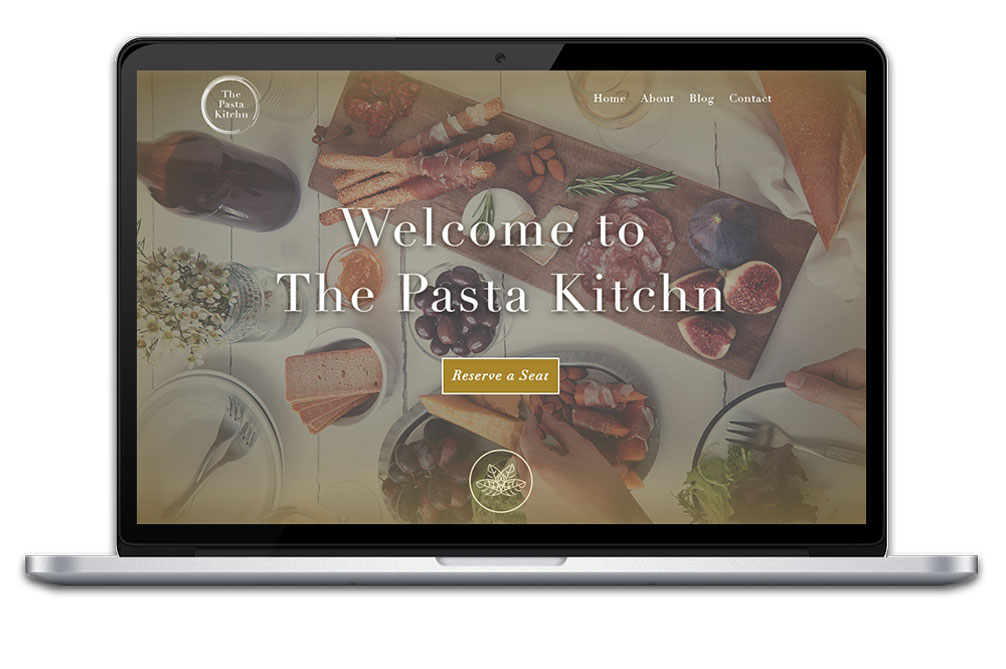 The
Pasta
Kitchn
Home About Blog Contact
Welcome to
The Pasta Kitchn
Reserve a Seat